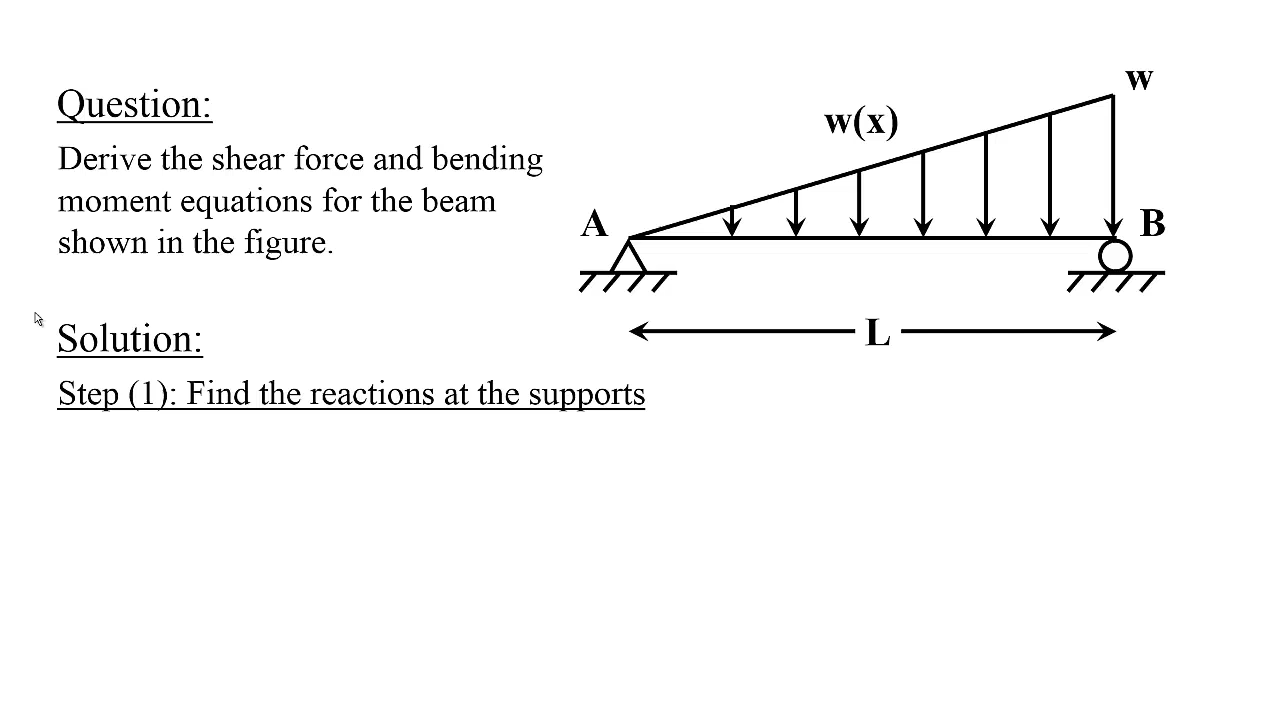 Question:
Derive the shear force and bending
moment equations for the beam
shown in the figure.
w
w(x)
A
B
L
Solution:
Step (1): Find the reactions at the supports